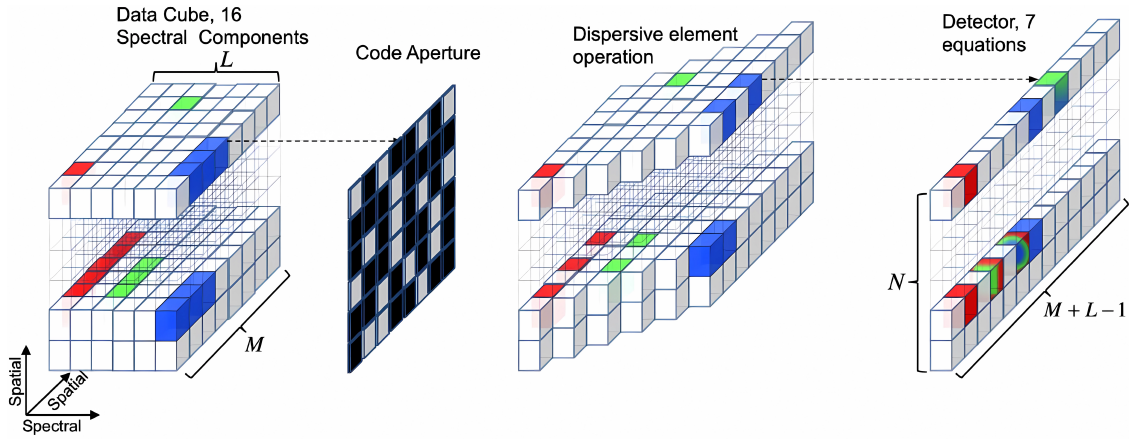 Data Cube, 16
Spectral Components
L
Code Aperture
Dispersive element
operation
Detector, 7
equations
N
M
M + L − 1
Spatial
Spatial
Spectral